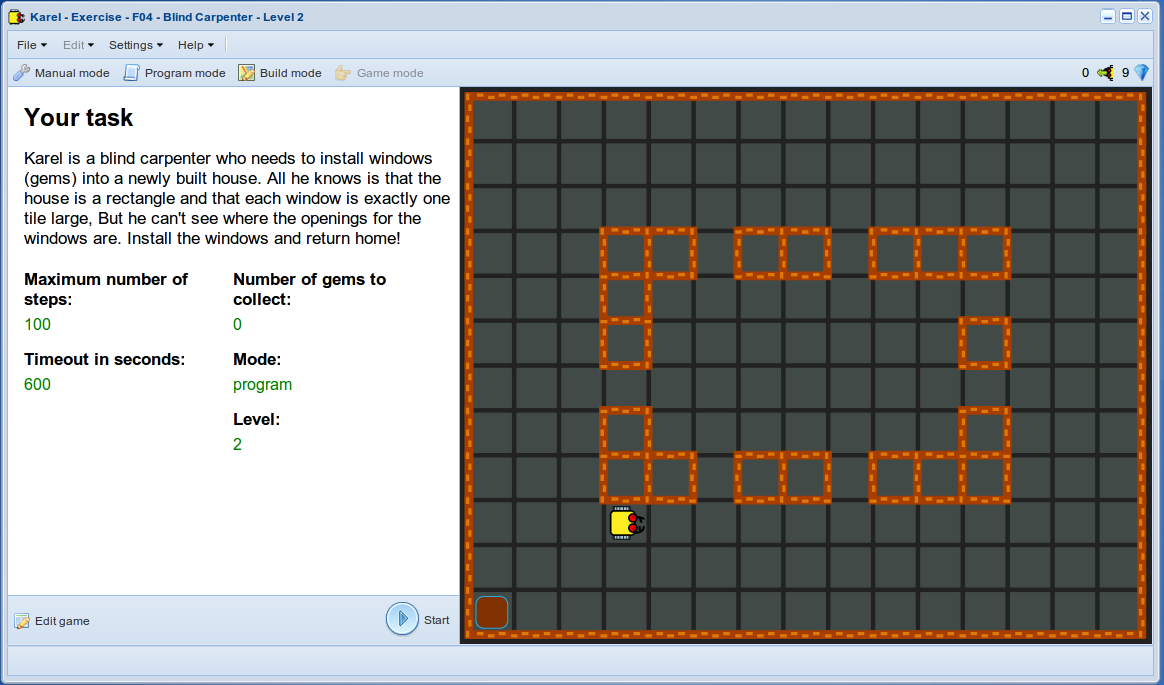 Karel - Exercise - F04 - Blind Carpenter - Level 2
File Edit Settings Help
Manual mode Program mode Build mode Game mode 0 9
Your task
Karel is a blind carpenter who needs to install windows
(gems) into a newly built house. All he knows is that the
house is a rectangle and that each window is exactly one
tile large, But he can't see where the openings for the
windows are. Install the windows and return home!
Maximum number of steps:
100
Number of gems to collect:
0
Timeout in seconds:
600
Mode:
program
Level:
2
Edit game Start